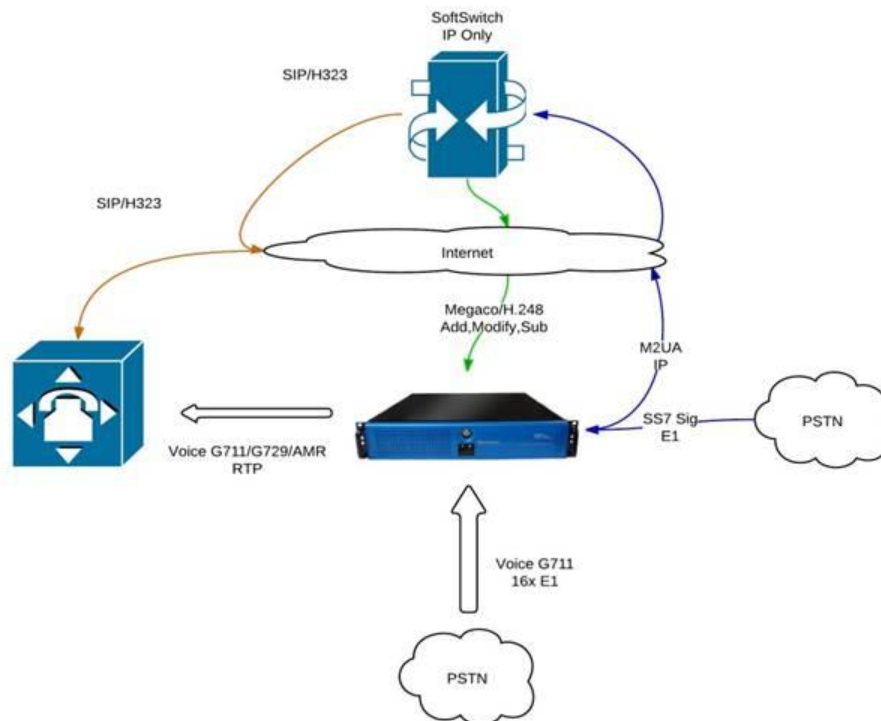 SoftSwitch
IP Only
SIP/H323
SIP/H323
Internet
Megaco/H.248
Add,Modify,Sub
M2UA
IP
SS7 Sig
E1
PSTN
Voice G711/G729/AMR
RTP
Voice G711
16x E1
PSTN